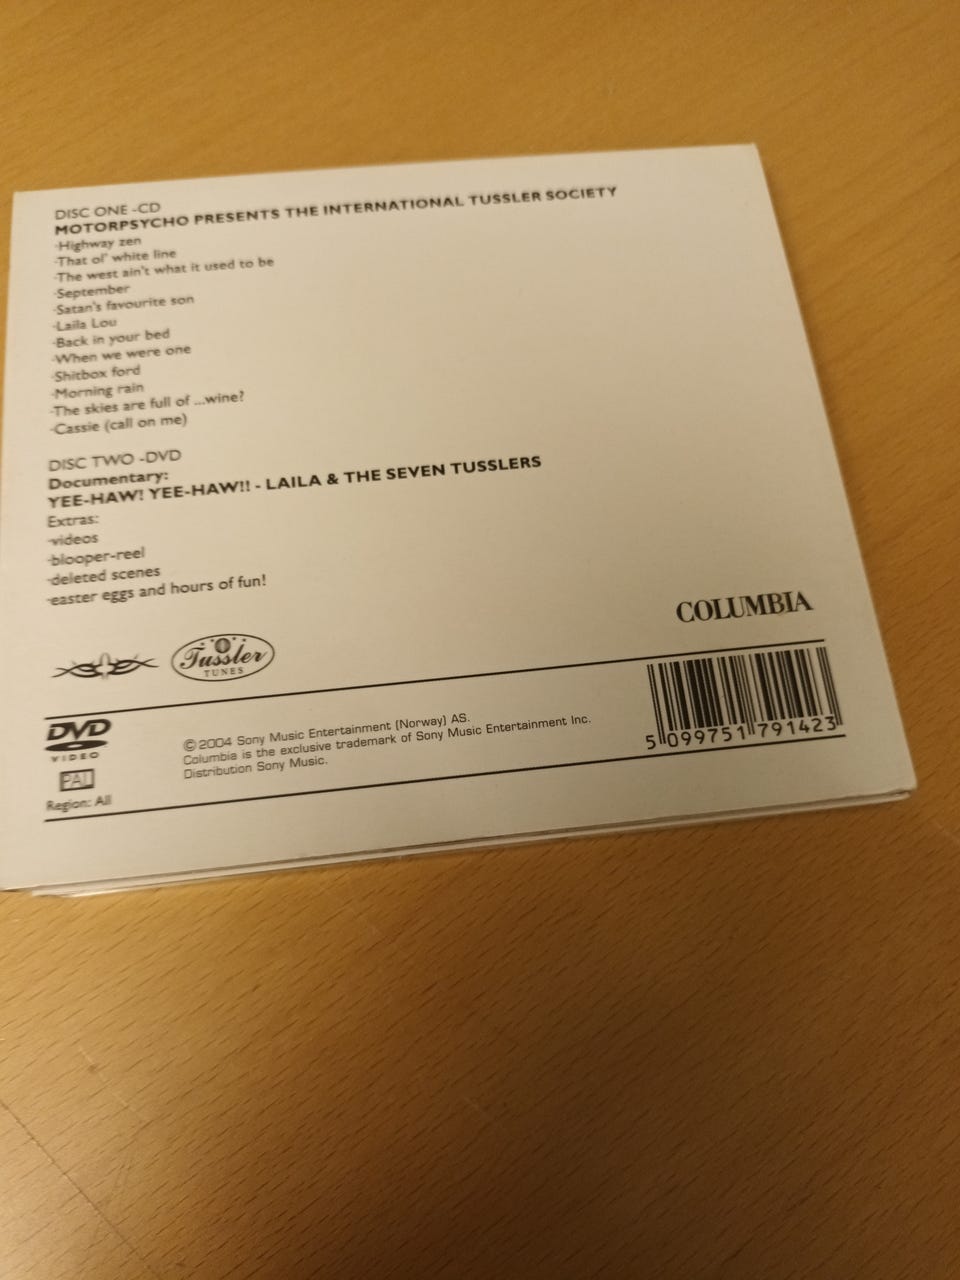 DISC ONE -CD
MOTORPSYCHO PRESENTS THE INTERNATIONAL TUSSLER SOCIETY
·Highway zen
·That ol' white line
·The west ain't what it used to be
·September
·Satan's favourite son
·Laila Lou
·Back in your bed
·When we were one
·Shitbox ford
·Morning rain
·The skies are full of ...wine?
·Cassie (call on me)
DISC TWO -DVD
Documentary:
YEE-HAW! YEE-HAW!! - LAILA & THE SEVEN TUSSLERS
Extras:
·videos
·blooper-reel
·deleted scenes
·easter eggs and hours of fun!
COLUMBIA
Tussler
TUNES
DVD
VIDEO
PAL
Region: All
©2004 Sony Music Entertainment (Norway) AS.
Columbia is the exclusive trademark of Sony Music Entertainment Inc.
Distribution Sony Music.
5 099751 791423